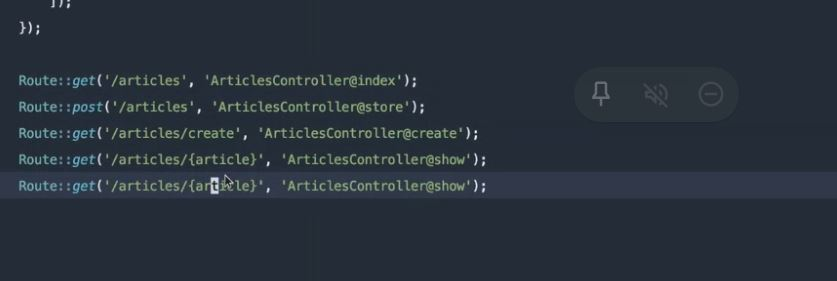 ]);
});
Route::get('/articles', 'ArticlesController@index');
Route::post('/articles', 'ArticlesController@store');
Route::get('/articles/create', 'ArticlesController@create');
Route::get('/articles/{article}', 'ArticlesController@show');
Route::get('/articles/{article}', 'ArticlesController@show');